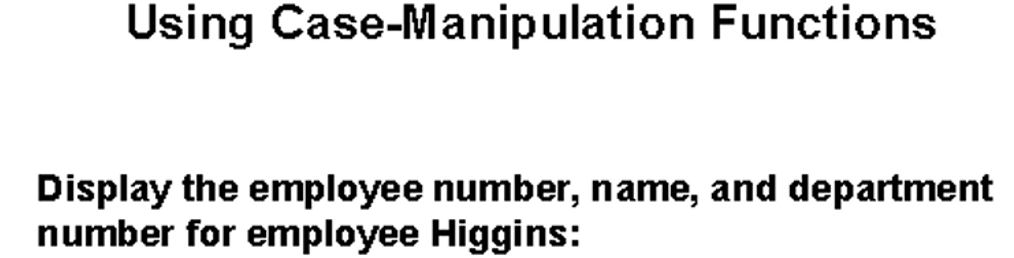 Using Case-Manipulation Functions
Display the employee number, name, and department
number for employee Higgins: